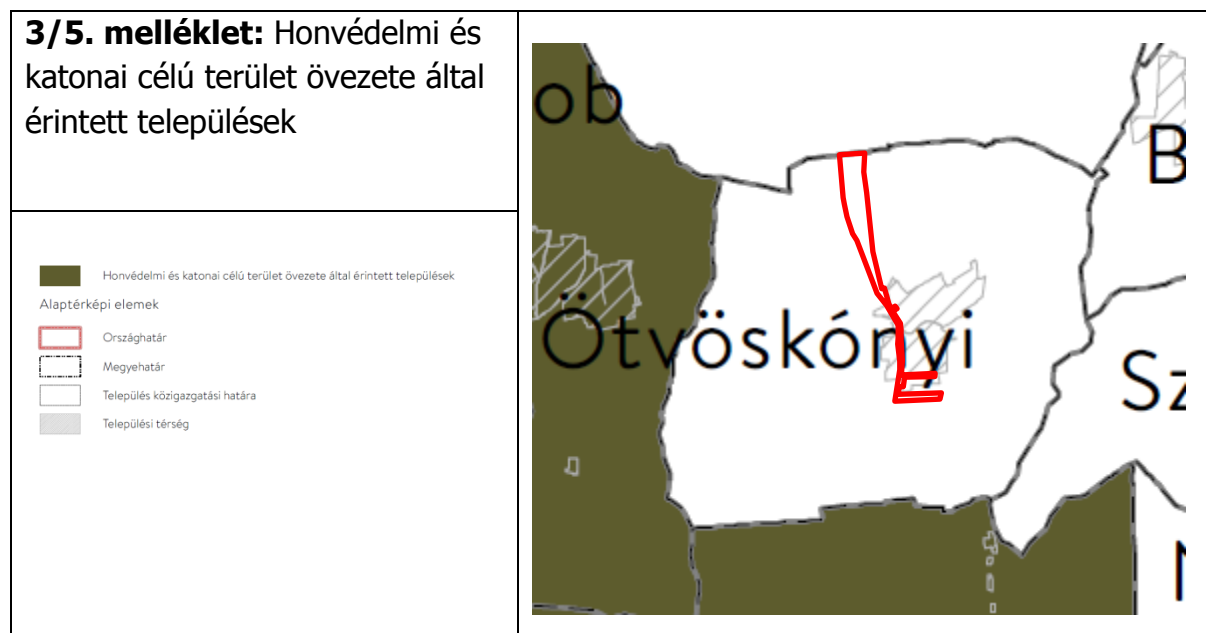 3/5. melléklet: Honvédelmi és
katonai célú terület övezete által
érintett települések
Honvédelmi és katonai célú terület övezete által érintett települések
Alaptérképi elemek
Országhatár
Megyehatár
Település közigazgatási határa
Települési térség
ob
B
Ötvöskónyi
Sz